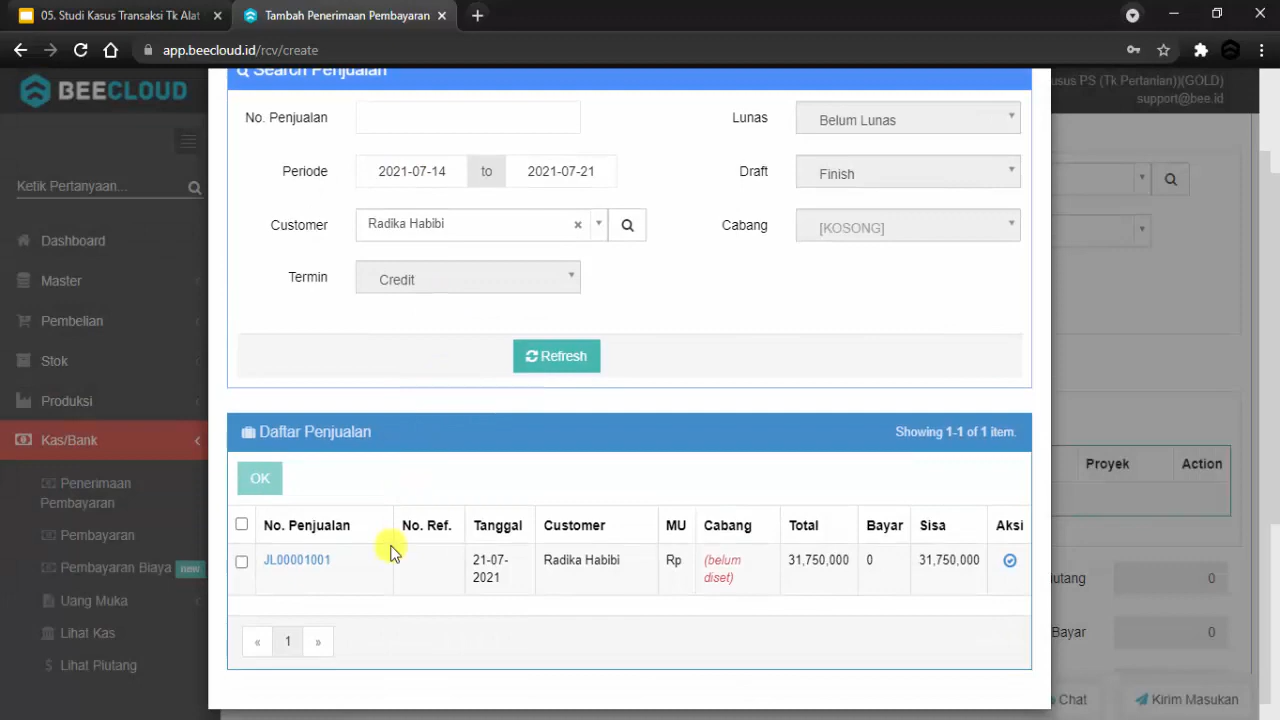 05. Studi Kasus Transaksi Tk Alat
Tambah Penerimaan Pembayaran
app.beecloud.id/rcv/create
BEECLOUD
usus PS (Tk Pertanian))(GOLD)
support@bee.id
Ketik Pertanyaan...
Dashboard
Master
Pembelian
Stok
Produksi
Kas/Bank
Penerimaan
Pembayaran
Pembayaran
Pembayaran Biaya new
Uang Muka
Lihat Kas
Lihat Piutang
Search Penjualan
No. Penjualan
Lunas Belum Lunas
Periode 2021-07-14 to 2021-07-21
Draft Finish
Customer Radika Habibi ×
Cabang [KOSONG]
Termin Credit
Refresh
Daftar Penjualan Showing 1-1 of 1 item.
OK
No. Penjualan No. Ref. Tanggal Customer MU Cabang Total Bayar Sisa Aksi
JL00001001 21-07-2021 Radika Habibi Rp (belum diset) 31,750,000 0 31,750,000
« 1 »
Proyek Action
iutang 0
Bayar 0
Chat Kirim Masukan